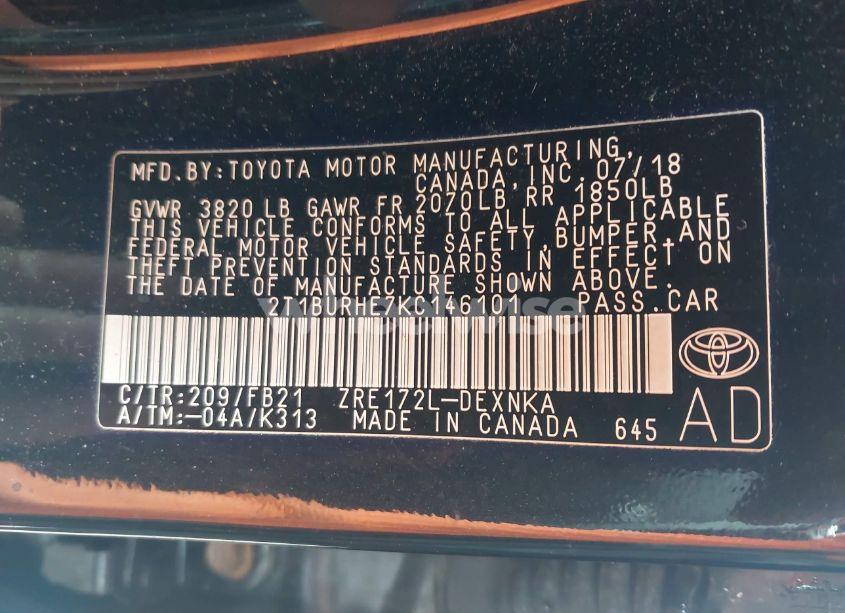 MFD.BY:TOYOTA MOTOR MANUFACTURING,
CANADA, INC. 07/18
GVWR 3820 LB GAWR FR 2070LB RR 1850LB
THIS VEHICLE CONFORMS TO ALL APPLICABLE
FEDERAL MOTOR VEHICLE SAFETY,BUMPER,AND
THEFT PREVENTION STANDARDS IN EFFECT ON
THE DATE OF MANUFACTURE SHOWN ABOVE.
2T1BURHE7KC146101 PASS.CAR
C/TR:209/FB21 ZRE172L-DEXNKA
A/TM:-04A/K313 MADE IN CANADA 645
AD